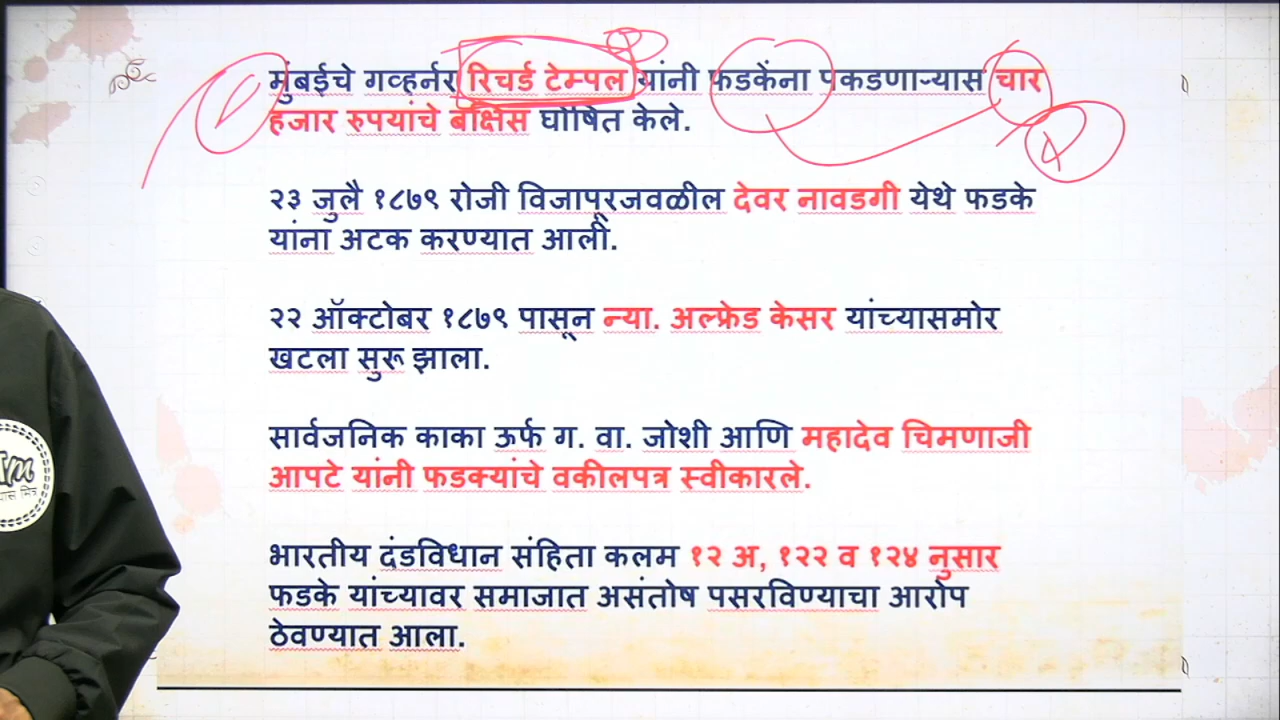 मुंबईचे गव्हर्नर रिचर्ड टेम्पल यांनी फडकेंना पकडणाऱ्यास चार
हजार रुपयांचे बक्षिस घोषित केले.
२३ जुलै १८७९ रोजी विजापूरजवळील देवर नावडगी येथे फडके
यांना अटक करण्यात आली.
२२ ऑक्टोबर १८७९ पासून न्या. अल्फ्रेड केसर यांच्यासमोर
खटला सुरू झाला.
सार्वजनिक काका ऊर्फ ग. वा. जोशी आणि महादेव चिमणाजी
आपटे यांनी फडक्यांचे वकीलपत्र स्वीकारले.
भारतीय दंडविधान संहिता कलम १२ अ, १२२ व १२४ नुसार
फडके यांच्यावर समाजात असंतोष पसरविण्याचा आरोप
ठेवण्यात आला.